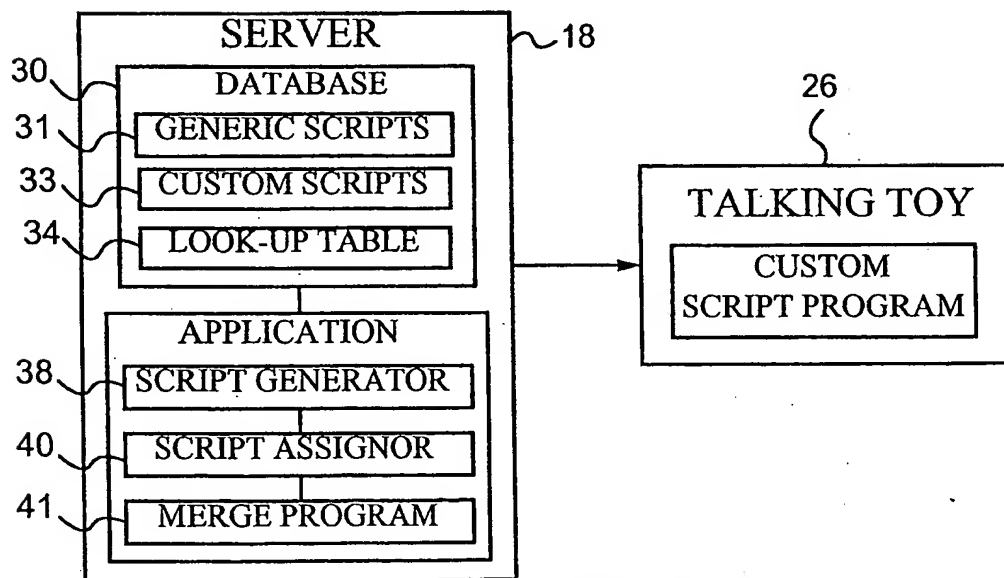 SERVER
18
30
DATABASE
31
GENERIC SCRIPTS
33
CUSTOM SCRIPTS
34
LOOK-UP TABLE
APPLICATION
38
SCRIPT GENERATOR
40
SCRIPT ASSIGNOR
41
MERGE PROGRAM
26
TALKING TOY
CUSTOM
SCRIPT PROGRAM